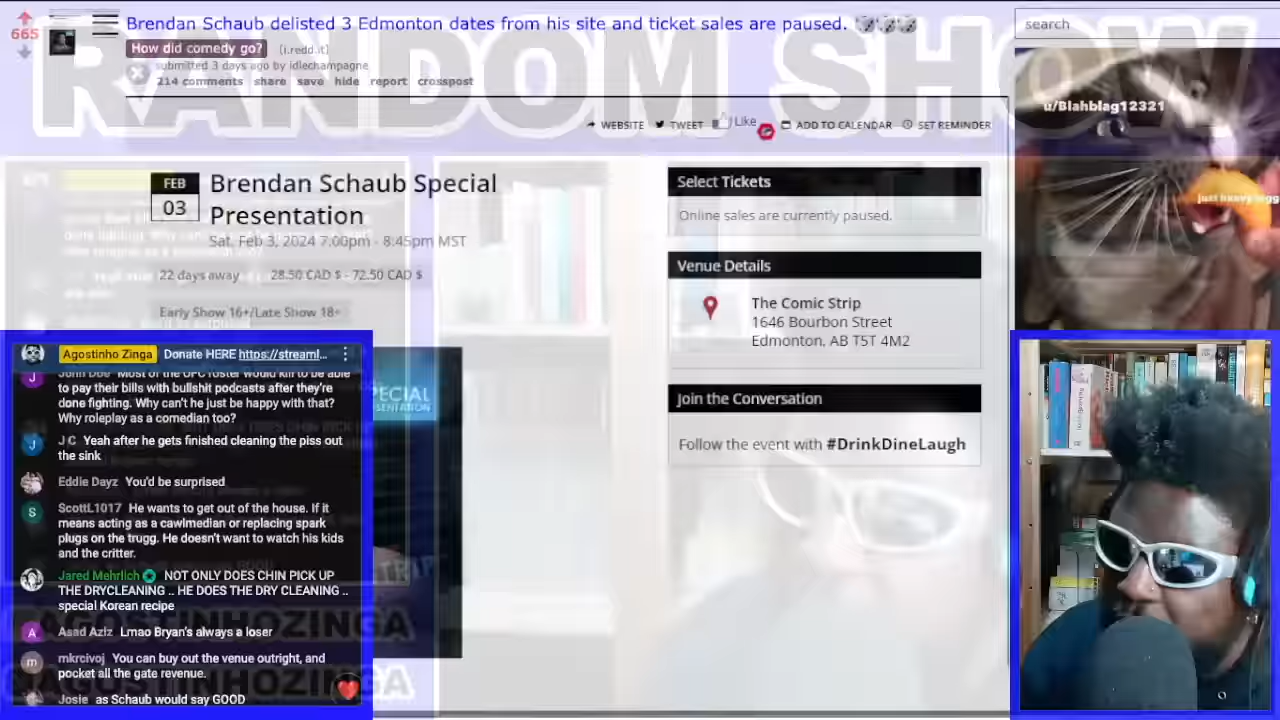 RANDOM SHOW
665
Brendan Schaub delisted 3 Edmonton dates from his site and ticket sales are paused.
How did comedy go?
(i.redd.it)
submitted 3 days ago by idlechampagne
214 comments share save hide report crosspost
search
u/Blahblag12321
WEBSITE TWEET Like ADD TO CALENDAR SET REMINDER
FEB
03
Brendan Schaub Special
Presentation
Sat. Feb 3, 2024 7:00pm - 8:45pm MST
22 days away 28.50 CAD $ - 72.50 CAD $
Early Show 16+/Late Show 18+
Select Tickets
Online sales are currently paused.
Venue Details
The Comic Strip
1646 Bourbon Street
Edmonton, AB T5T 4M2
Join the Conversation
Follow the event with #DrinkDineLaugh
Agostinho Zinga Donate HERE https://streaml...
John Doe Most of the UFC roster would kill to be able
to pay their bills with bullshit podcasts after they're
done fighting. Why can't he just be happy with that?
Why roleplay as a comedian too?
J C Yeah after he gets finished cleaning the piss out
the sink
Eddie Dayz You'd be surprised
ScottL1017 He wants to get out of the house. If it
means acting as a cawlmedian or replacing spark
plugs on the trugg. He doesn't want to watch his kids
and the critter.
Jared Mehrlich NOT ONLY DOES CHIN PICK UP
THE DRYCLEANING .. HE DOES THE DRY CLEANING ..
special Korean recipe
Asad Aziz Lmao Bryan's always a loser
mkrcivoj You can buy out the venue outright, and
pocket all the gate revenue.
Josie as Schaub would say GOOD
AGOSTINHOZINGA
AGOSTINHOZINGA